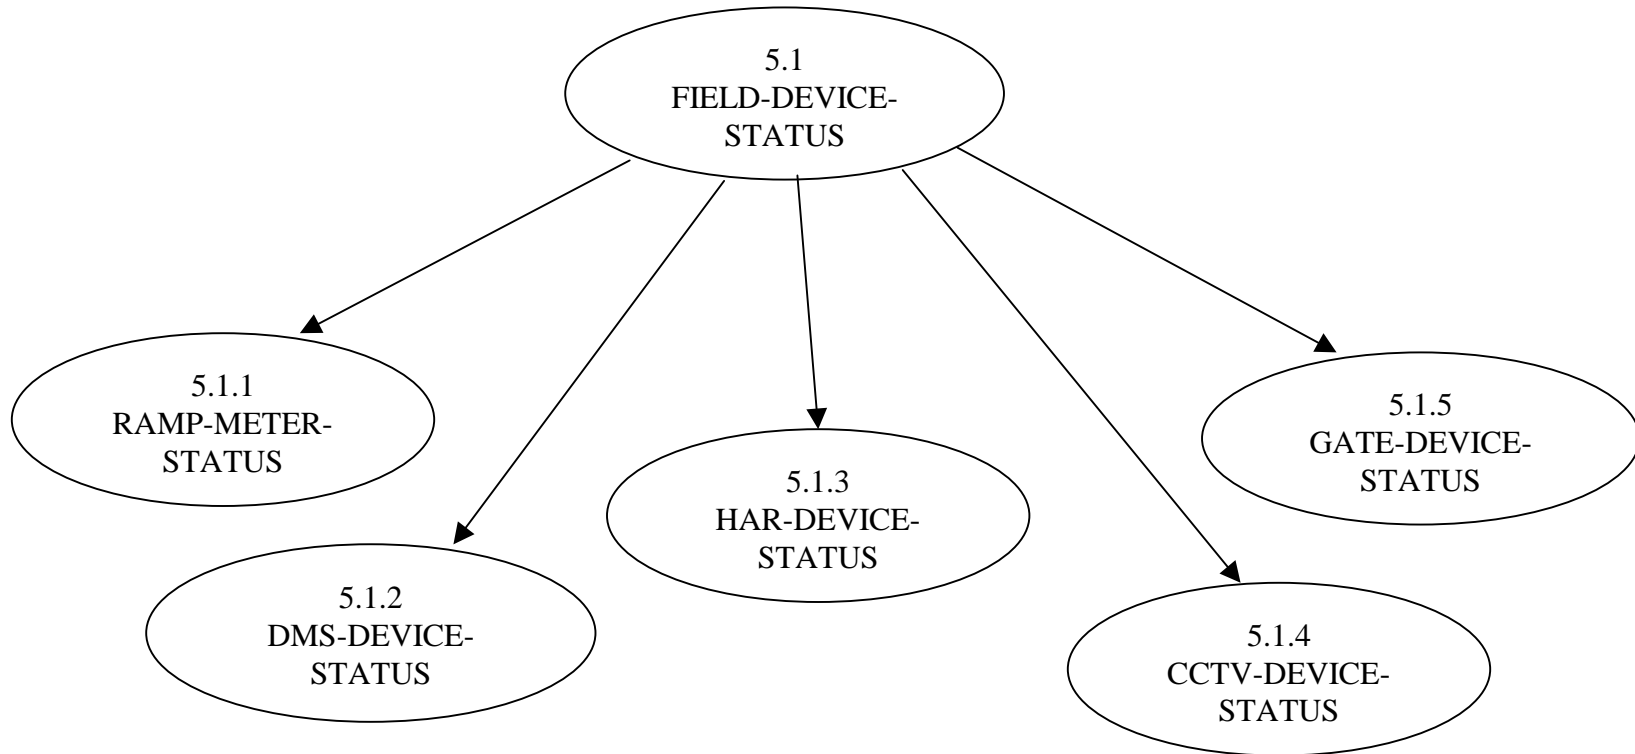 5.1
FIELD-DEVICE-
STATUS
5.1.1
RAMP-METER-
STATUS
5.1.2
DMS-DEVICE-
STATUS
5.1.3
HAR-DEVICE-
STATUS
5.1.4
CCTV-DEVICE-
STATUS
5.1.5
GATE-DEVICE-
STATUS